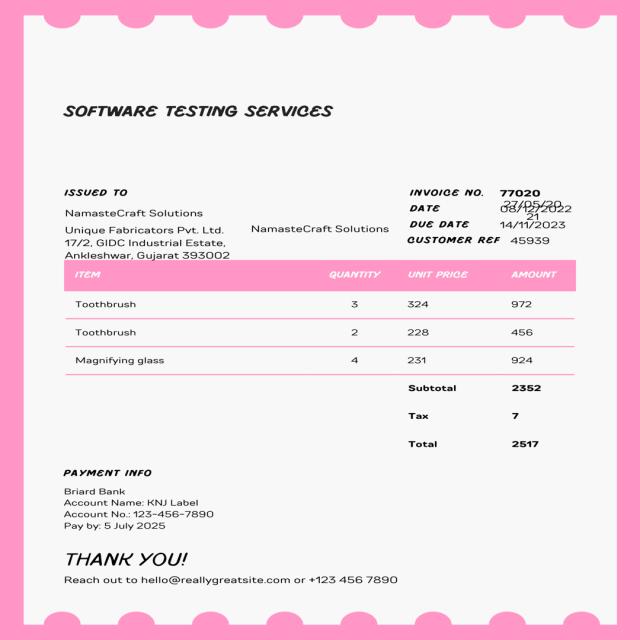 SOFTWARE TESTING SERVICES
ISSUED TO
NamasteCraft Solutions
Unique Fabricators Pvt. Ltd.
17/2, GIDC Industrial Estate,
Ankleshwar, Gujarat 393002
NamasteCraft Solutions
INVOICE NO. 77020
27/05/20
21
DATE 08/12/2022
DUE DATE 14/11/2023
CUSTOMER REF 45939
ITEM QUANTITY UNIT PRICE AMOUNT
Toothbrush 3 324 972
Toothbrush 2 228 456
Magnifying glass 4 231 924
Subtotal 2352
Tax 7
Total 2517
PAYMENT INFO
Briard Bank
Account Name: KNJ Label
Account No.: 123-456-7890
Pay by: 5 July 2025
THANK YOU!
Reach out to hello@reallygreatsite.com or +123 456 7890